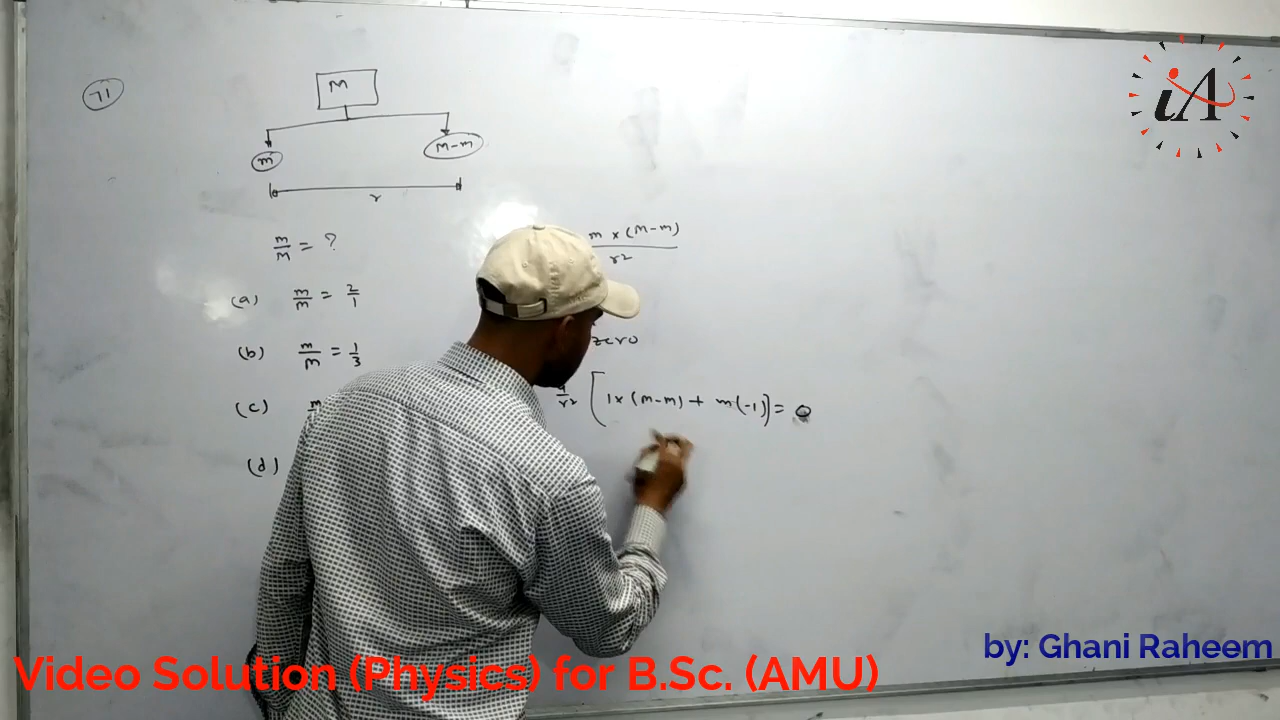 71
M
m
M-m
r
m/M = ?
(a) m/M = 2/1
(b) m/M = 1/3
(c) m
(d)
m × (M-m)
r²
zero
r² [1×(M-m) + m(-1)] = 0
iA
by: Ghani Raheem
Video Solution (Physics) for B.Sc. (AMU)